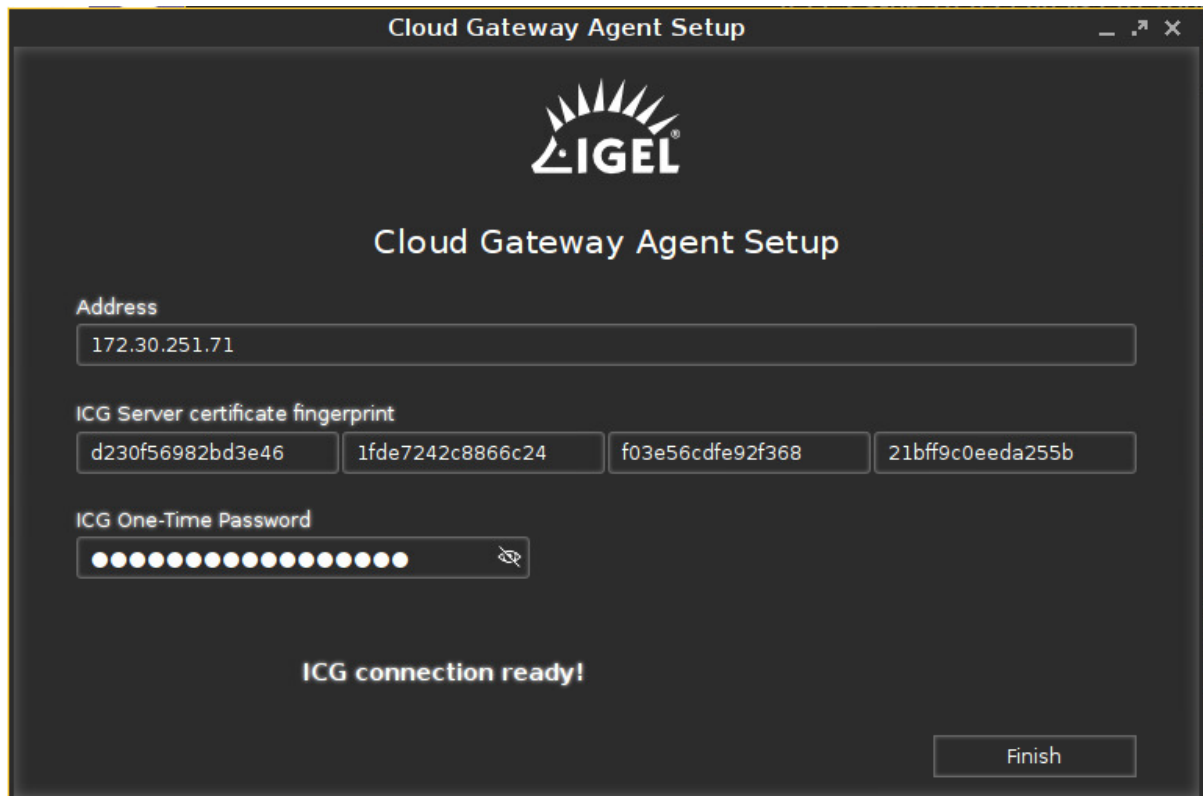 Cloud Gateway Agent Setup
IGEL®
Cloud Gateway Agent Setup
Address
172.30.251.71
ICG Server certificate fingerprint
d230f56982bd3e46 1fde7242c8866c24 f03e56cdfe92f368 21bff9c0eeda255b
ICG One-Time Password
●●●●●●●●●●●●●●●●●
ICG connection ready!
Finish